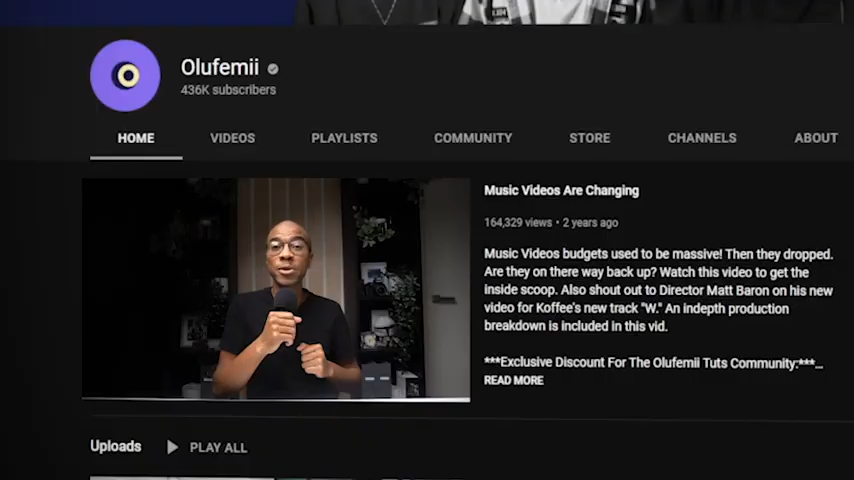 Olufemii
436K subscribers
HOME VIDEOS PLAYLISTS COMMUNITY STORE CHANNELS ABOUT
Music Videos Are Changing
164,329 views • 2 years ago
Music Videos budgets used to be massive! Then they dropped.
Are they on there way back up? Watch this video to get the
inside scoop. Also shout out to Director Matt Baron on his new
video for Koffee's new track "W." An indepth production
breakdown is included in this vid.
***Exclusive Discount For The Olufemii Tuts Community:***...
READ MORE
Uploads PLAY ALL